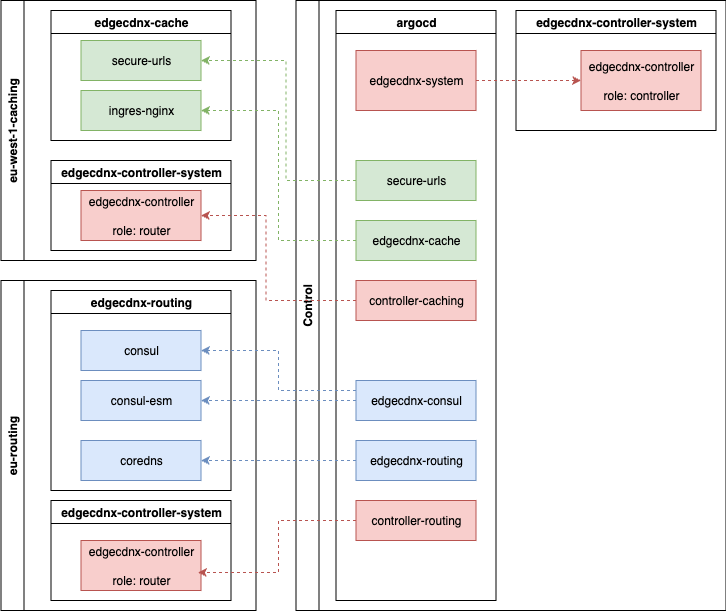 eu-west-1-caching
edgecdnx-cache
secure-urls
ingres-nginx
edgecdnx-controller-system
edgecdnx-controller
role: router
eu-routing
edgecdnx-routing
consul
consul-esm
coredns
edgecdnx-controller-system
edgecdnx-controller
role: router
Control
argocd
edgecdnx-system
secure-urls
edgecdnx-cache
controller-caching
edgecdnx-consul
edgecdnx-routing
controller-routing
edgecdnx-controller-system
edgecdnx-controller
role: controller